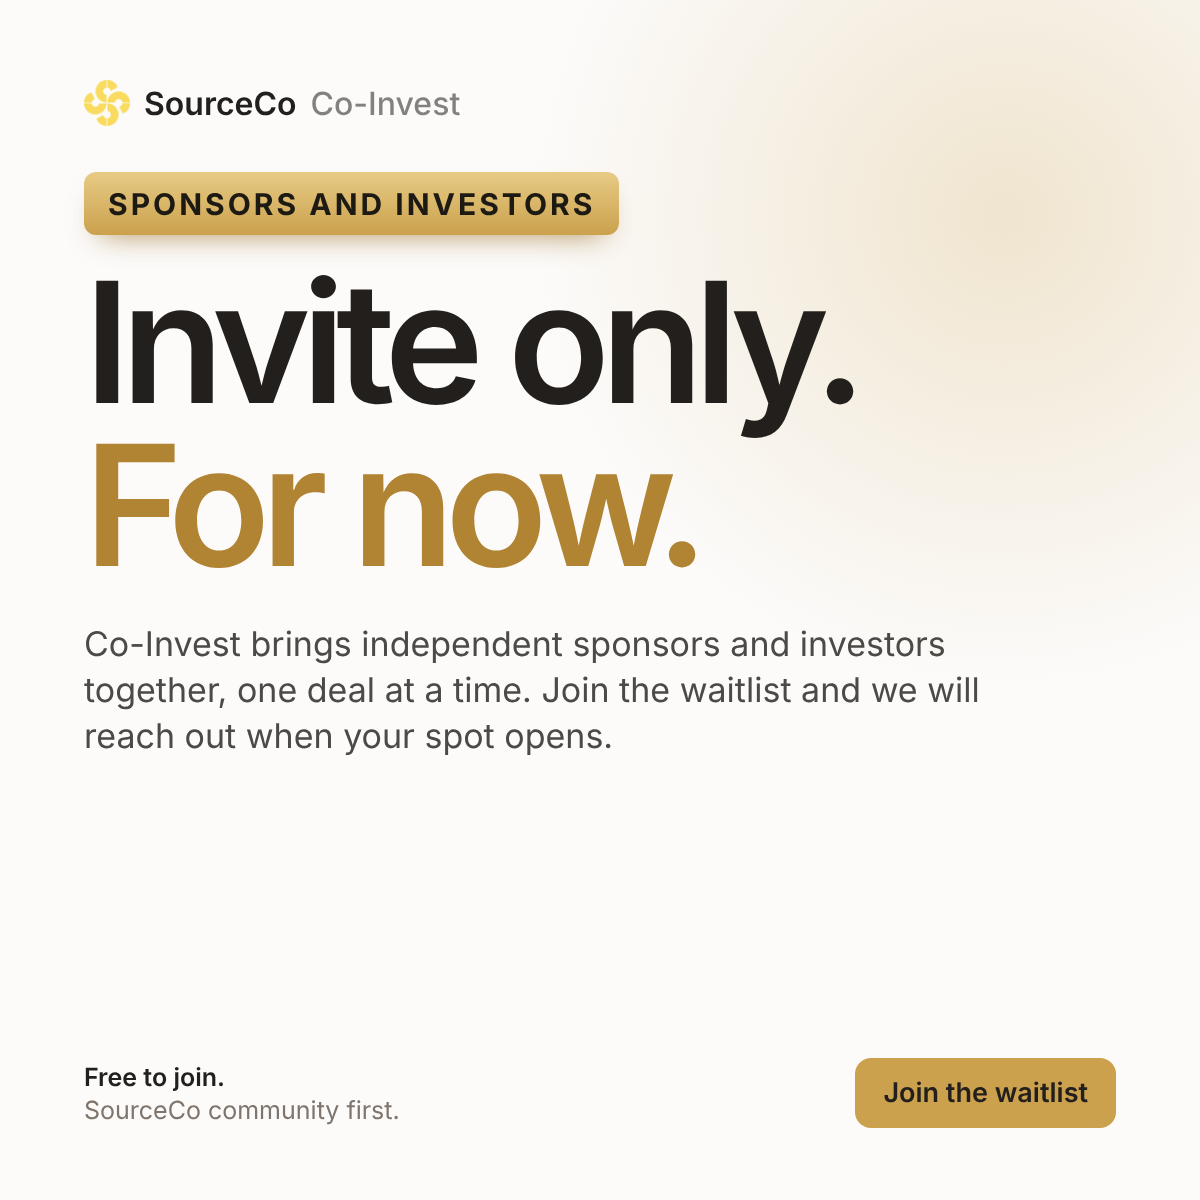 SourceCo Co-Invest
SPONSORS AND INVESTORS
Invite only.
For now.
Co-Invest brings independent sponsors and investors
together, one deal at a time. Join the waitlist and we will
reach out when your spot opens.
Free to join.
SourceCo community first.
Join the waitlist